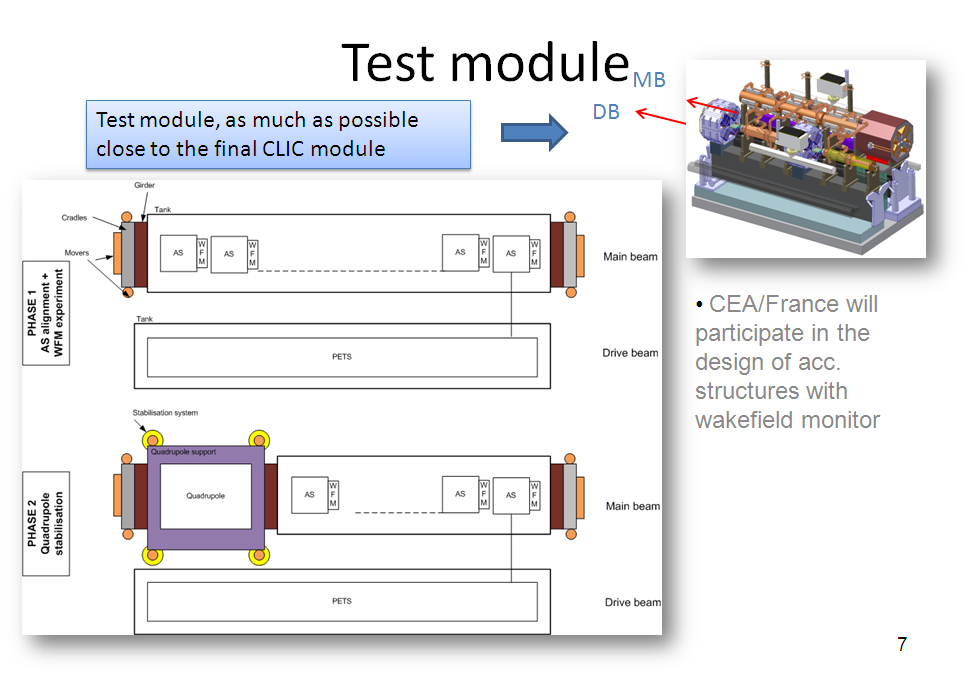 Test module
MB
DB
Test module, as much as possible
close to the final CLIC module
Girder
Tank
Cradles
Movers
AS
W
F
M
AS
W
F
M
AS
W
F
M
AS
W
F
M
Main beam
PHASE 1
AS alignment +
WFM experiment
Tank
PETS
Drive beam
Stabilisation system
Quadrupole support
Quadrupole
AS
W
F
M
AS
W
F
M
AS
W
F
M
Main beam
PHASE 2
Quadrupole
stabilisation
PETS
Drive beam
• CEA/France will
participate in the
design of acc.
structures with
wakefield monitor
7